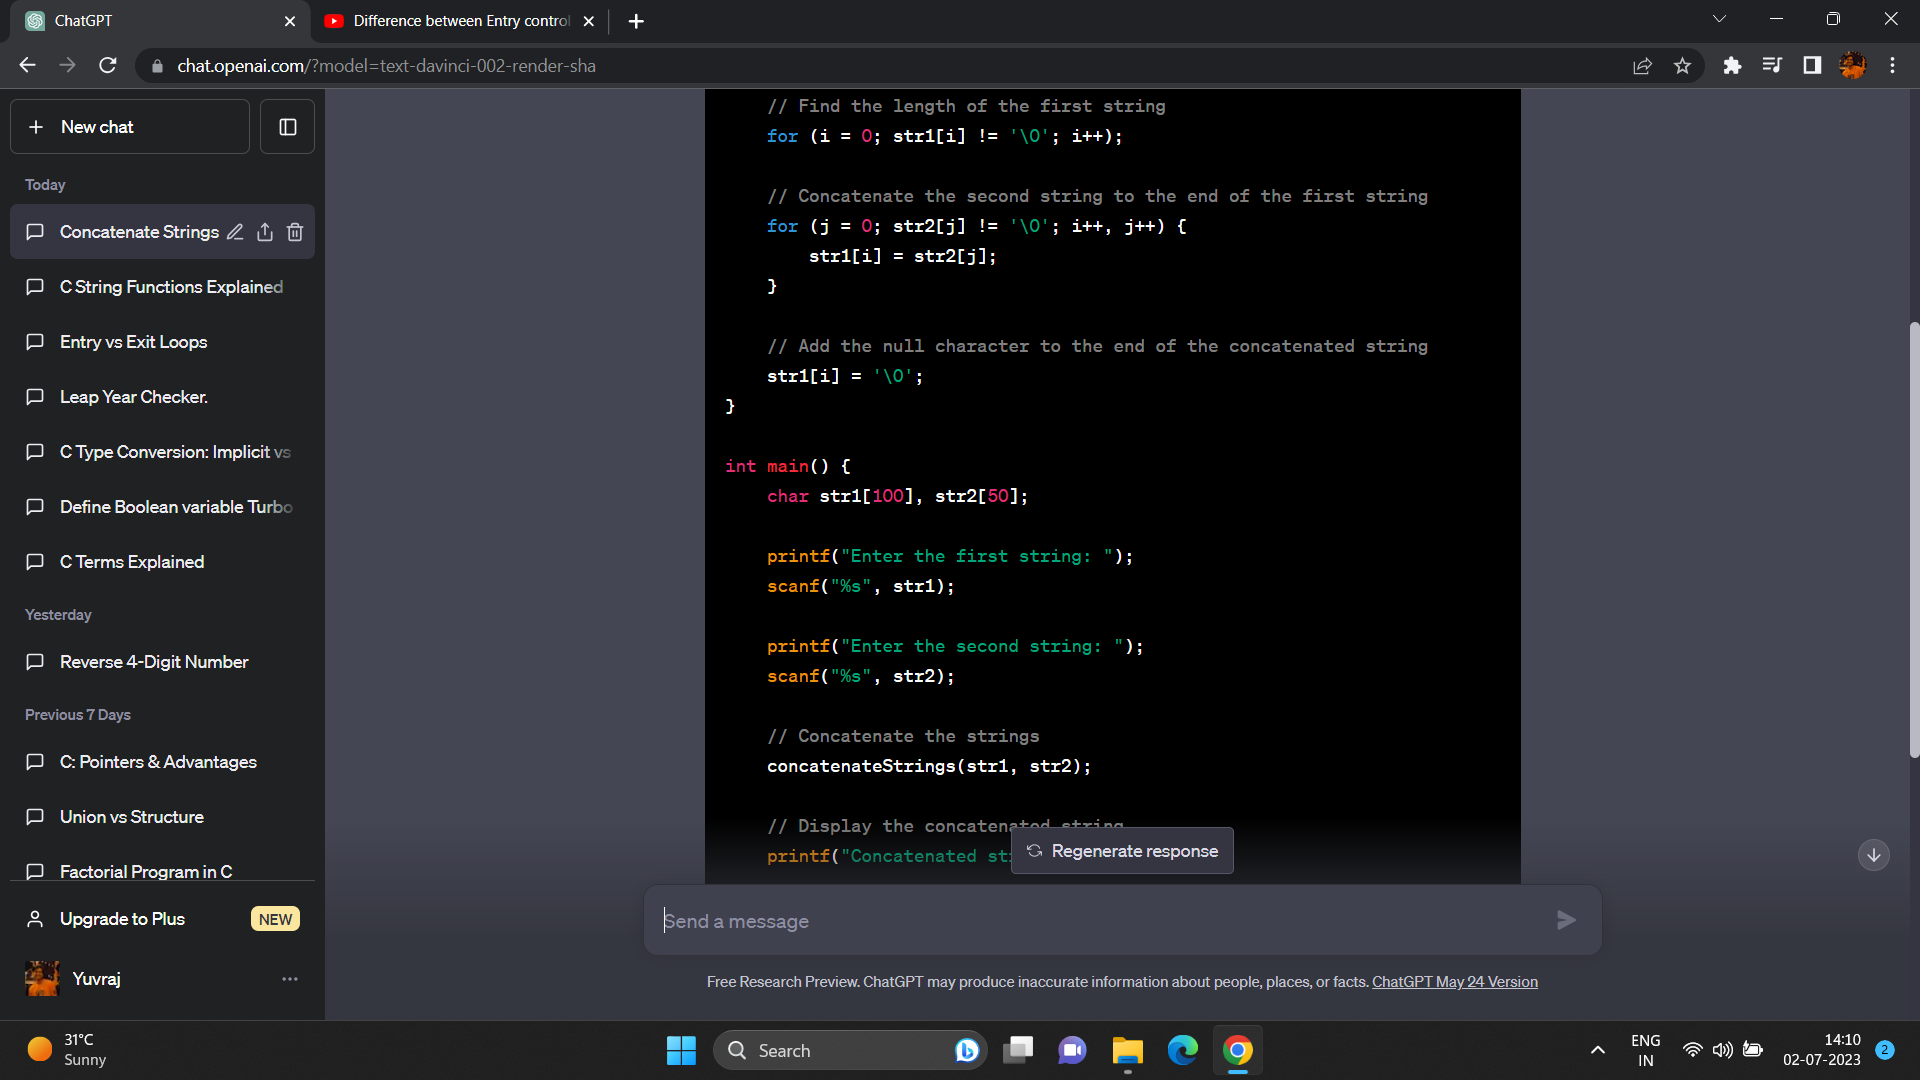 ChatGPT
Difference between Entry control
chat.openai.com/?model=text-davinci-002-render-sha
New chat
Today
Concatenate Strings
C String Functions Explained
Entry vs Exit Loops
Leap Year Checker.
C Type Conversion: Implicit vs
Define Boolean variable Turbo
C Terms Explained
Yesterday
Reverse 4-Digit Number
Previous 7 Days
C: Pointers & Advantages
Union vs Structure
Factorial Program in C
Upgrade to Plus
NEW
Yuvraj
// Find the length of the first string
for (i = 0; str1[i] != '\0'; i++);
// Concatenate the second string to the end of the first string
for (j = 0; str2[j] != '\0'; i++, j++) {
str1[i] = str2[j];
}
// Add the null character to the end of the concatenated string
str1[i] = '\0';
}
int main() {
char str1[100], str2[50];
printf("Enter the first string: ");
scanf("%s", str1);
printf("Enter the second string: ");
scanf("%s", str2);
// Concatenate the strings
concatenateStrings(str1, str2);
// Display the concatenated string
printf("Concatenated st
Regenerate response
Send a message
Free Research Preview. ChatGPT may produce inaccurate information about people, places, or facts. ChatGPT May 24 Version
31°C
Sunny
Search
ENG
IN
14:10
02-07-2023
2